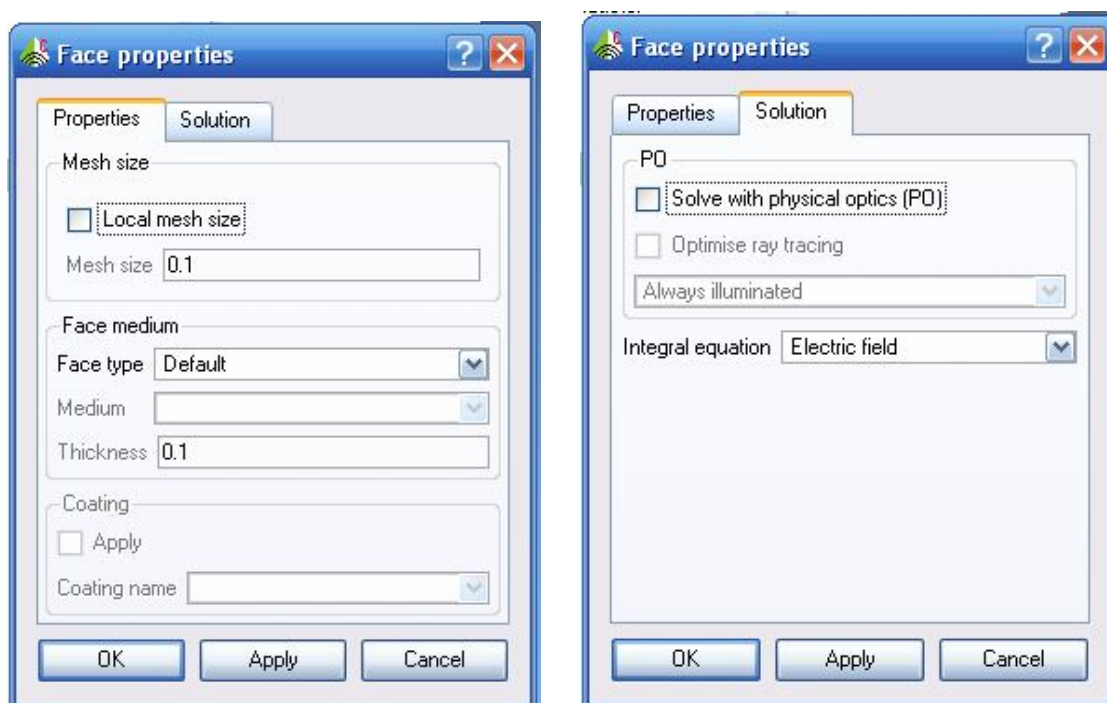 Face properties
Properties Solution
Mesh size
Local mesh size
Mesh size 0.1
Face medium
Face type Default
Medium
Thickness 0.1
Coating
Apply
Coating name
OK Apply Cancel
Face properties
Properties Solution
PO
Solve with physical optics (PO)
Optimise ray tracing
Always illuminated
Integral equation Electric field
OK Apply Cancel